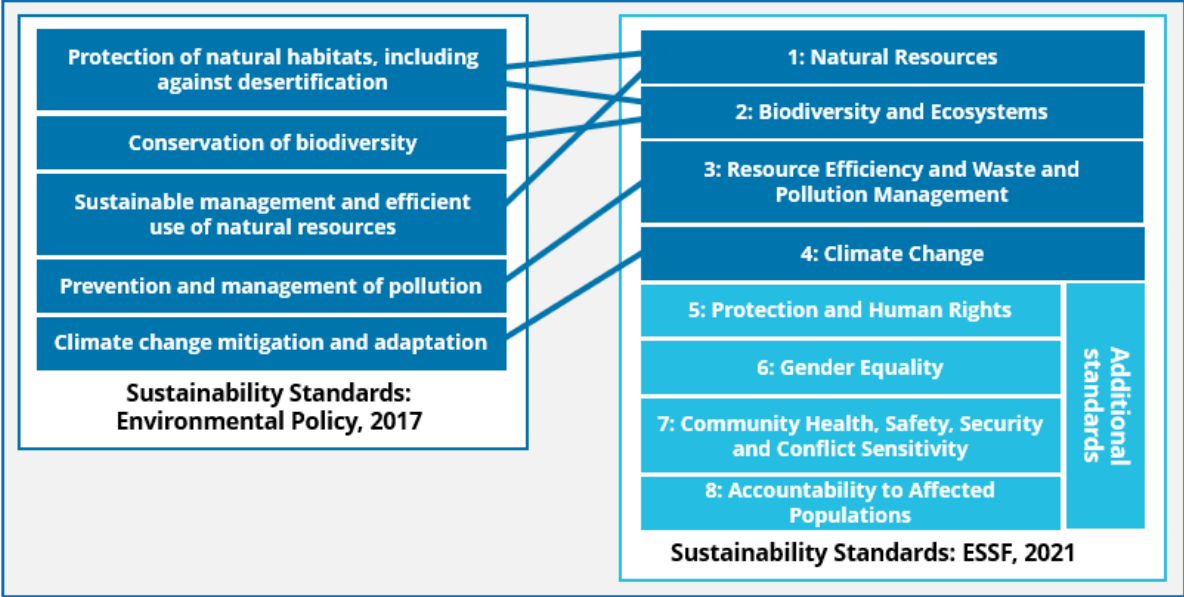 Protection of natural habitats, including
against desertification
Conservation of biodiversity
Sustainable management and efficient
use of natural resources
Prevention and management of pollution
Climate change mitigation and adaptation
Sustainability Standards:
Environmental Policy, 2017
1: Natural Resources
2: Biodiversity and Ecosystems
3: Resource Efficiency and Waste and
Pollution Management
4: Climate Change
5: Protection and Human Rights
6: Gender Equality
7: Community Health, Safety, Security
and Conflict Sensitivity
8: Accountability to Affected
Populations
Additional
standards
Sustainability Standards: ESSF, 2021